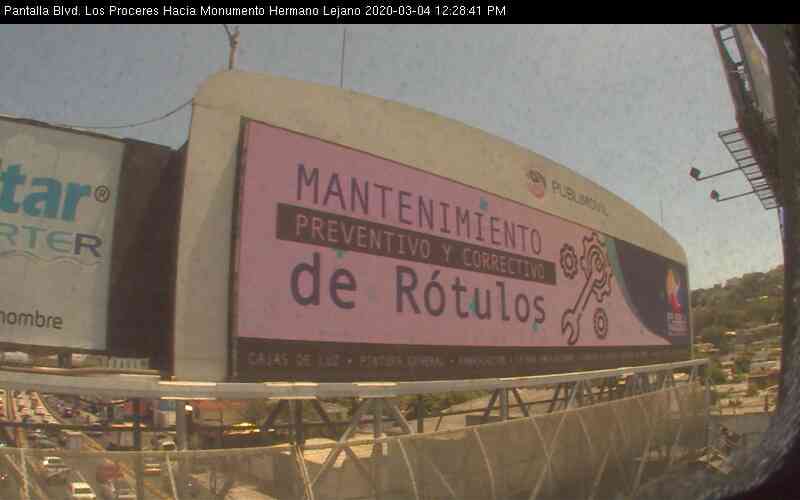 Pantalla Blvd. Los Proceres Hacia Monumento Hermano Lejano 2020-03-04 12:28:41 PM
tar®
RTER
nombre
PUBLIMOVIL
MANTENIMIENTO
PREVENTIVO Y CORRECTIVO
de Rótulos
CAJAS DE LUZ • PINTURA GENERAL •